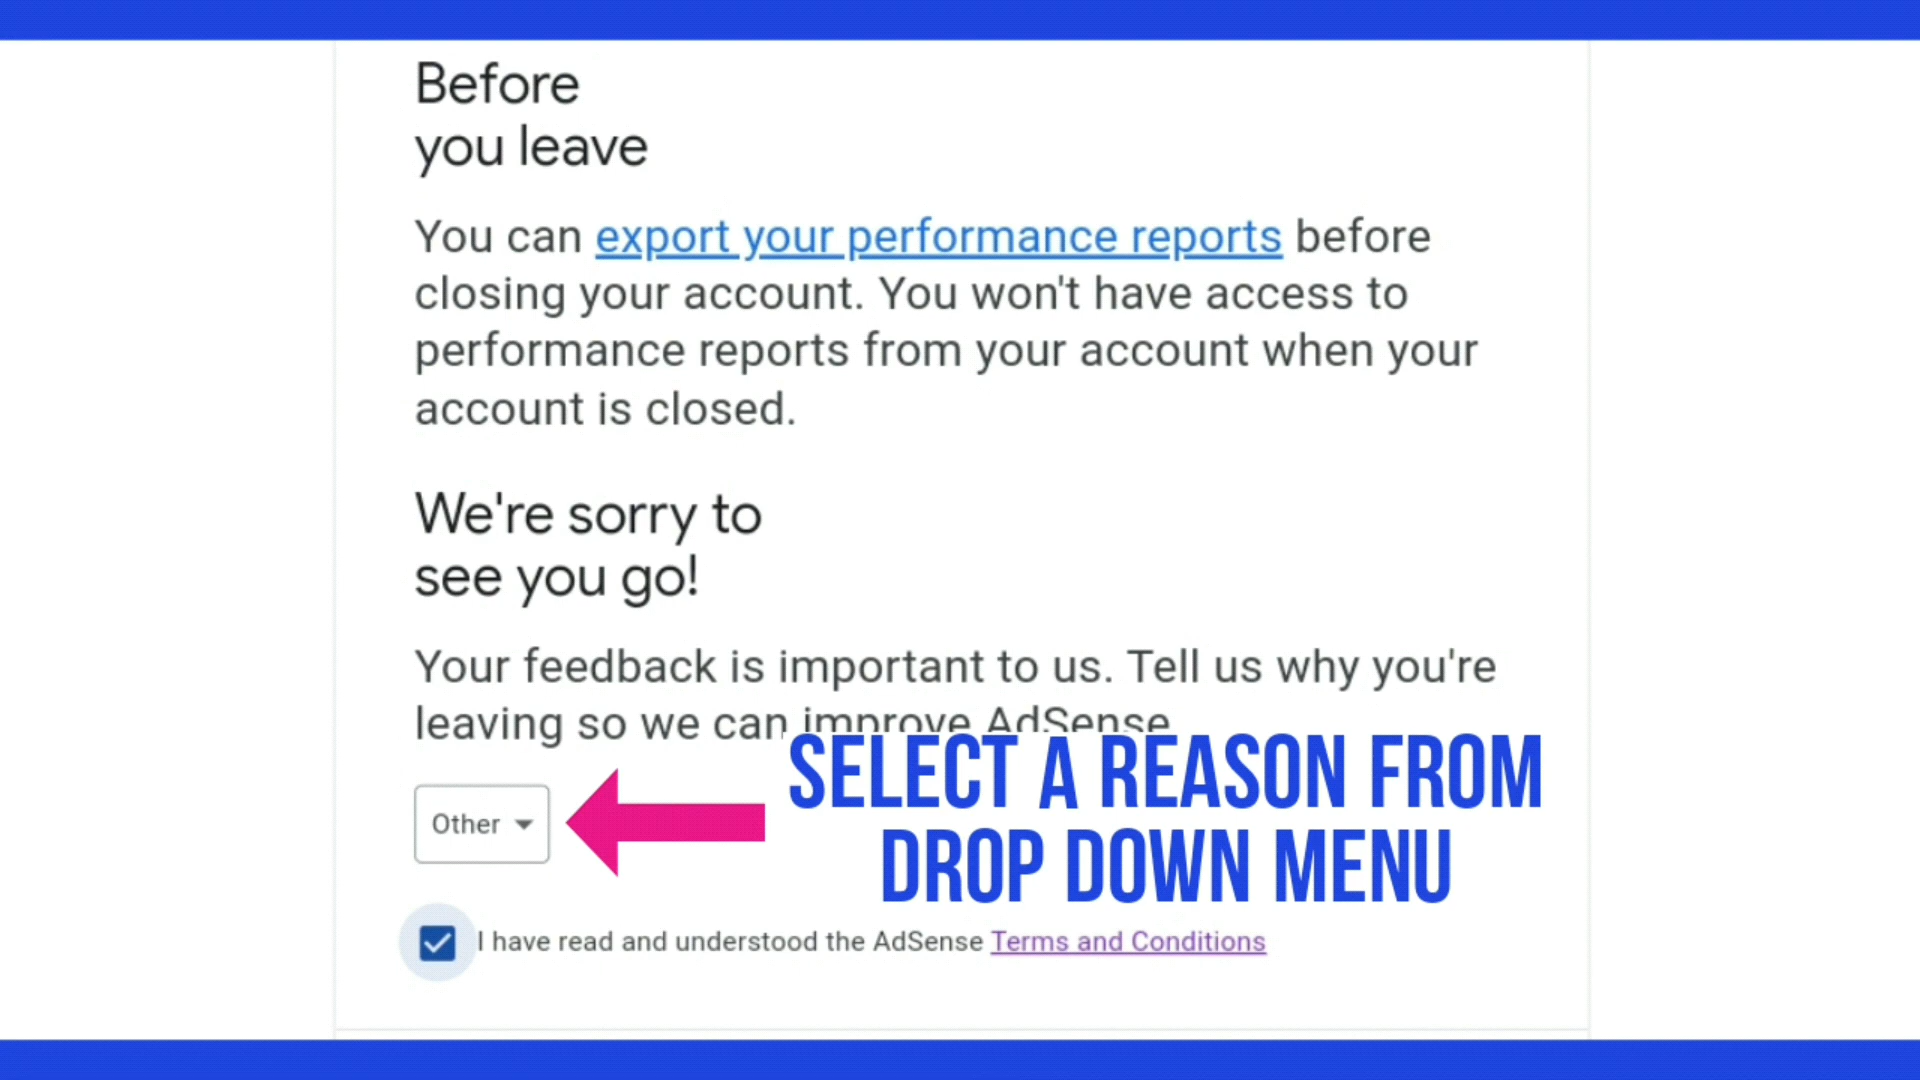 Before
you leave
You can export your performance reports before
closing your account. You won't have access to
performance reports from your account when your
account is closed.
We're sorry to
see you go!
Your feedback is important to us. Tell us why you're
leaving so we can improve AdSense
SELECT A REASON FROM
DROP DOWN MENU
Other
I have read and understood the AdSense Terms and Conditions